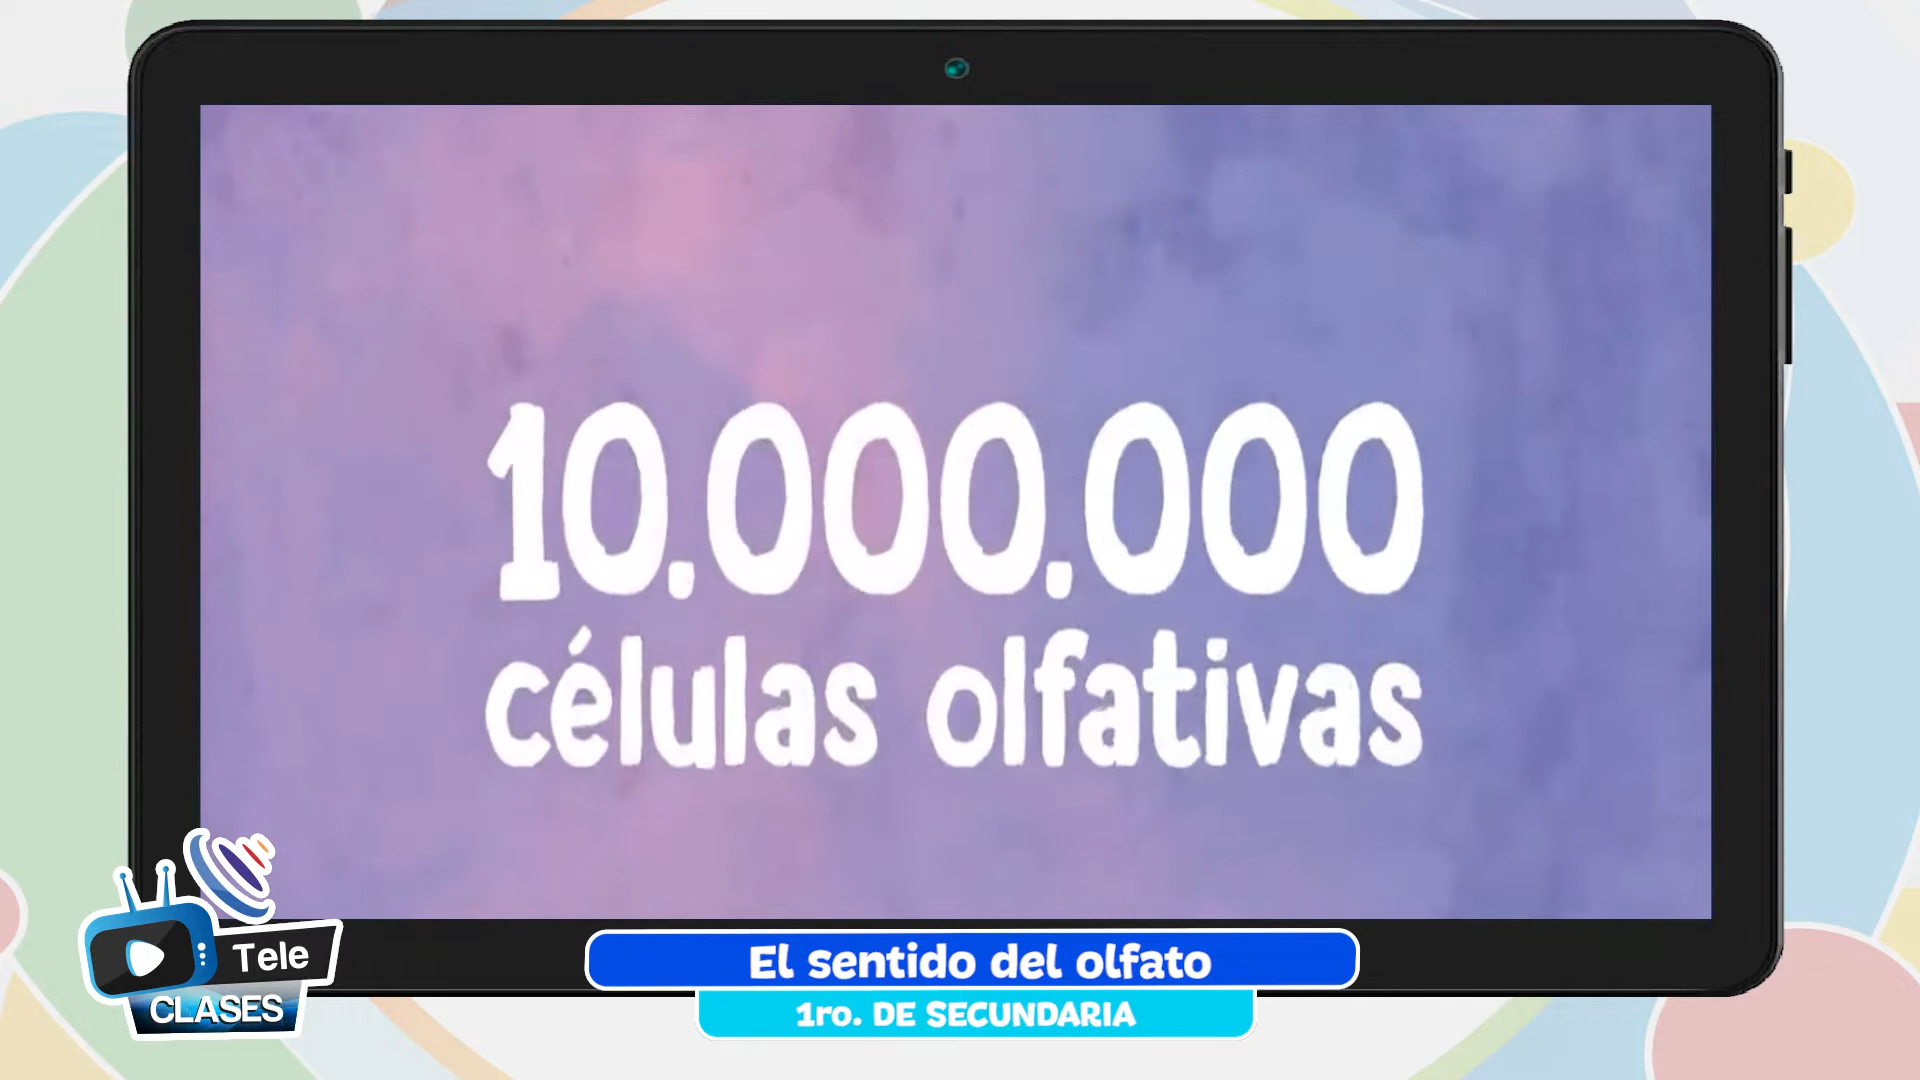 10.000.000
células olfativas
Tele
CLASES
El sentido del olfato
1ro. DE SECUNDARIA